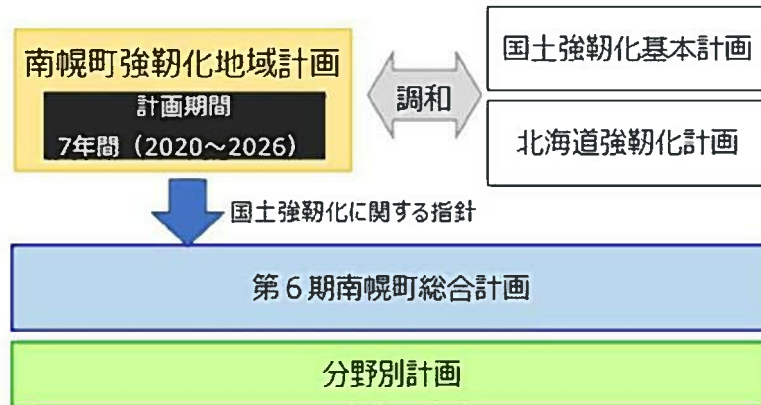 南幌町強靭化地域計画
計画期間
7年間（2020～2026）
調和
国土強靭化基本計画
北海道強靭化計画
国土強靭化に関する指針
第６期南幌町総合計画
分野別計画